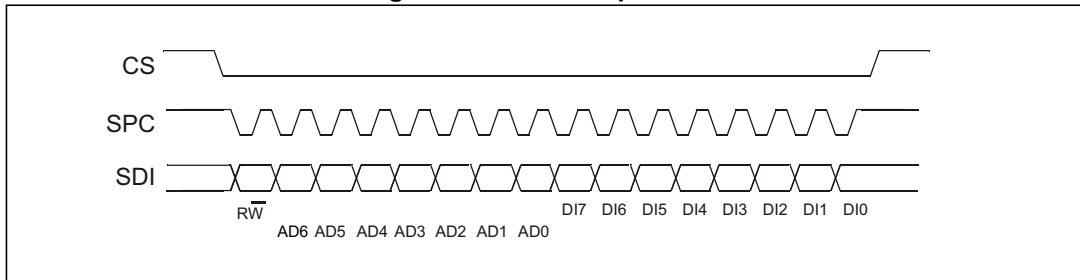 CS
SPC
SDI
RW DI7 DI6 DI5 DI4 DI3 DI2 DI1 DI0
AD6 AD5 AD4 AD3 AD2 AD1 AD0